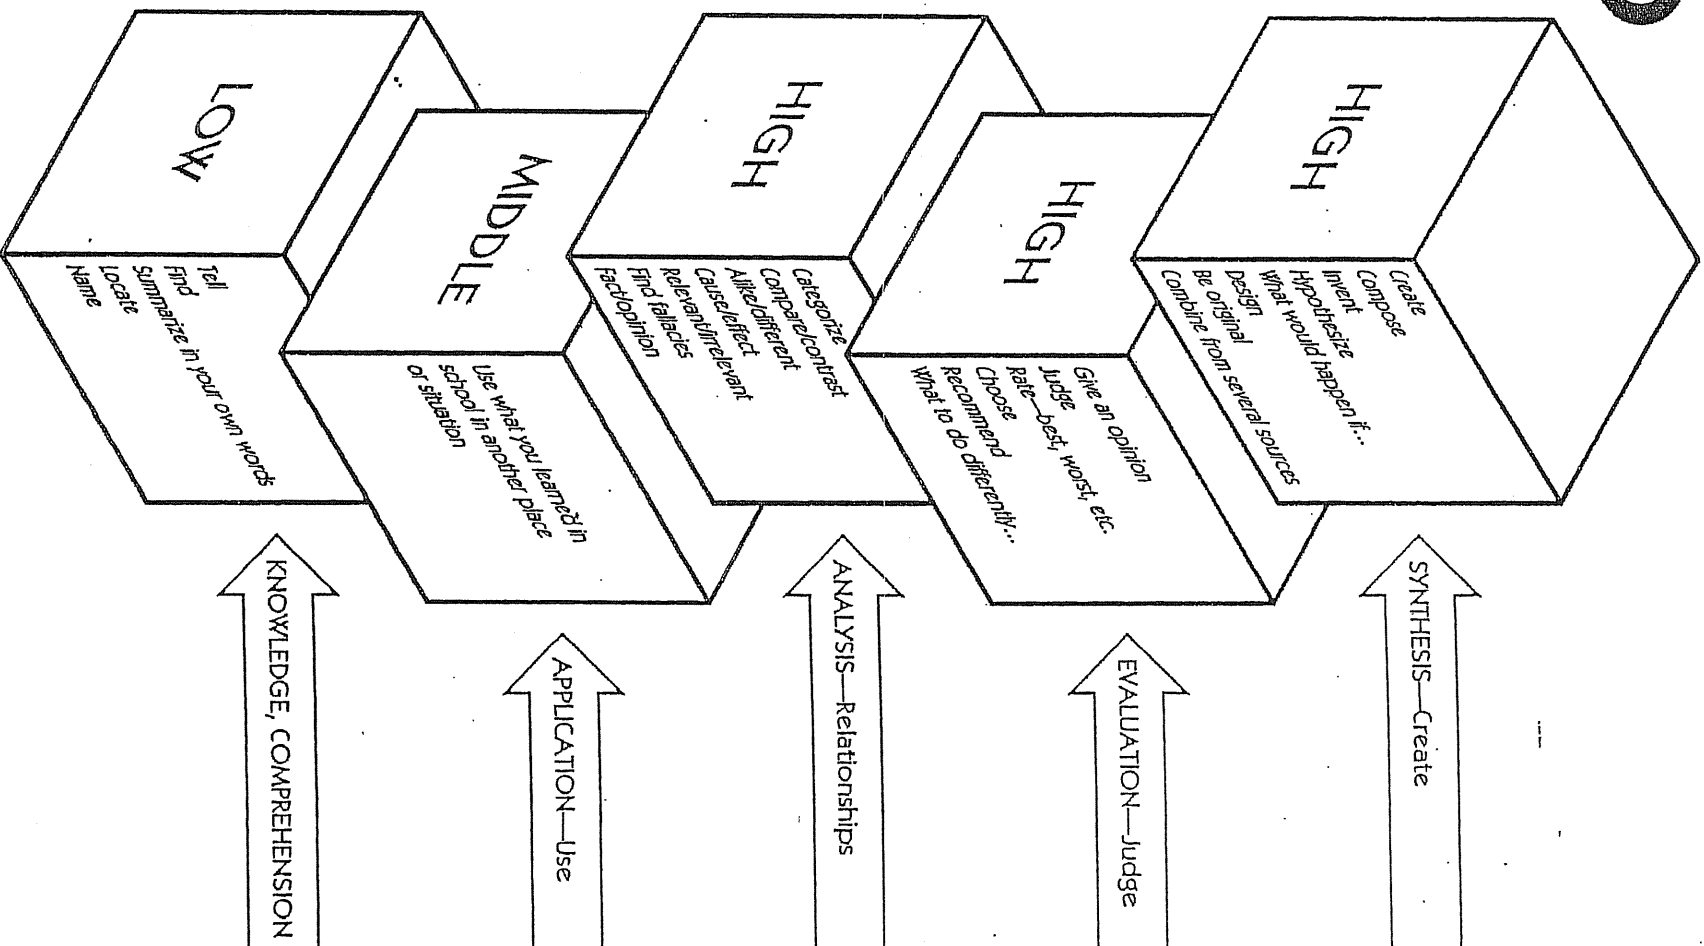 HIGH
Create
Compose
Invent
Hypothesize
What would happen if...
Design
Be original
Combine from several sources
SYNTHESIS—Create
HIGH
Give an opinion
Judge
Rate—best, worst, etc.
Choose
Recommend
What to do differently...
EVALUATION—Judge
HIGH
Categorize
Compare/contrast
Alike/different
Cause/effect
Relevant/irrelevant
Find fallacies
Fact/opinion
ANALYSIS—Relationships
MIDDLE
Use what you learned in
school in another place
or situation
APPLICATION—Use
LOW
Tell
Find
Summarize in your own words
Locate
Name
KNOWLEDGE, COMPREHENSION